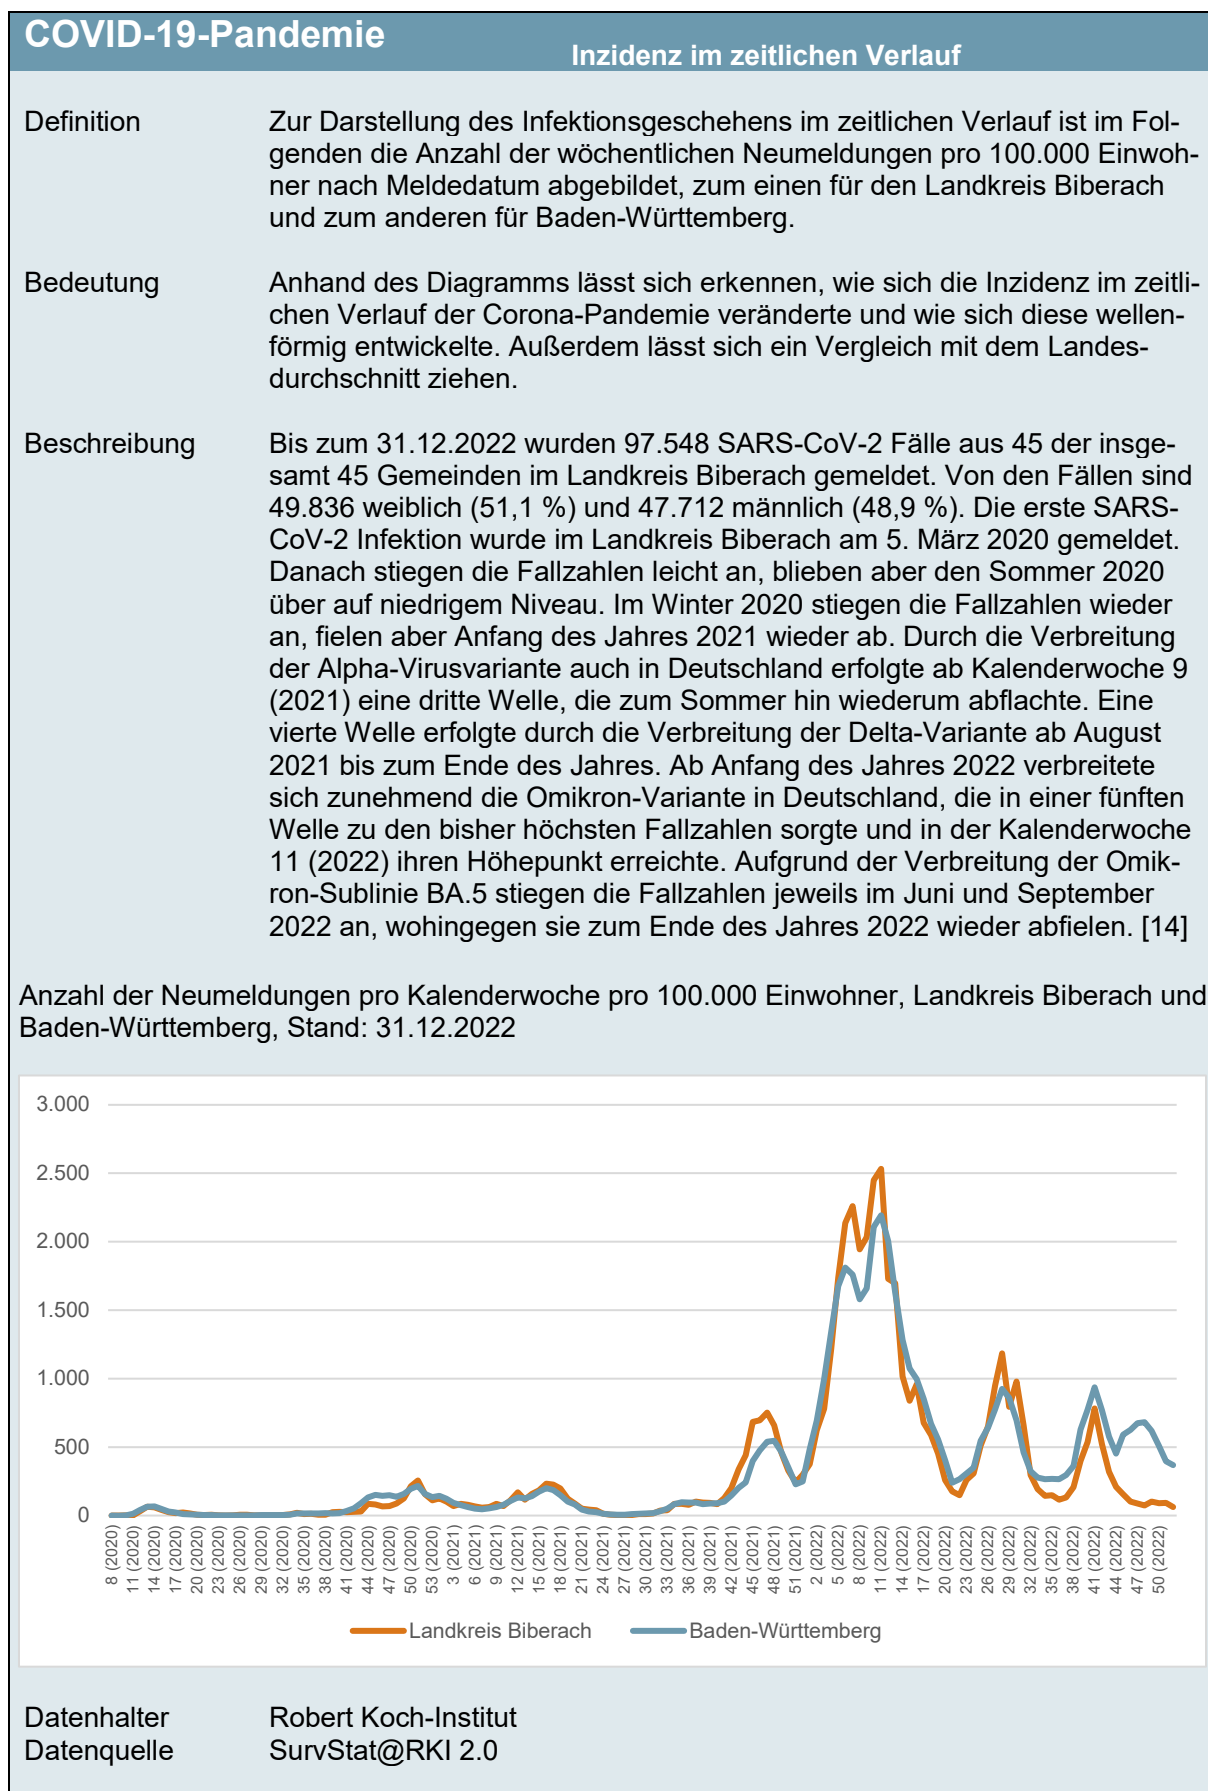 COVID-19-Pandemie
Inzidenz im zeitlichen Verlauf
Definition
Zur Darstellung des Infektionsgeschehens im zeitlichen Verlauf ist im Fol-
genden die Anzahl der wöchentlichen Neumeldungen pro 100.000 Einwoh-
ner nach Meldedatum abgebildet, zum einen für den Landkreis Biberach
und zum anderen für Baden-Württemberg.
Bedeutung
Anhand des Diagramms lässt sich erkennen, wie sich die Inzidenz im zeitli-
chen Verlauf der Corona-Pandemie veränderte und wie sich diese wellen-
förmig entwickelte. Außerdem lässt sich ein Vergleich mit dem Landes-
durchschnitt ziehen.
Beschreibung
Bis zum 31.12.2022 wurden 97.548 SARS-CoV-2 Fälle aus 45 der insge-
samt 45 Gemeinden im Landkreis Biberach gemeldet. Von den Fällen sind
49.836 weiblich (51,1 %) und 47.712 männlich (48,9 %). Die erste SARS-
CoV-2 Infektion wurde im Landkreis Biberach am 5. März 2020 gemeldet.
Danach stiegen die Fallzahlen leicht an, blieben aber den Sommer 2020
über auf niedrigem Niveau. Im Winter 2020 stiegen die Fallzahlen wieder
an, fielen aber Anfang des Jahres 2021 wieder ab. Durch die Verbreitung
der Alpha-Virusvariante auch in Deutschland erfolgte ab Kalenderwoche 9
(2021) eine dritte Welle, die zum Sommer hin wiederum abflachte. Eine
vierte Welle erfolgte durch die Verbreitung der Delta-Variante ab August
2021 bis zum Ende des Jahres. Ab Anfang des Jahres 2022 verbreitete
sich zunehmend die Omikron-Variante in Deutschland, die in einer fünften
Welle zu den bisher höchsten Fallzahlen sorgte und in der Kalenderwoche
11 (2022) ihren Höhepunkt erreichte. Aufgrund der Verbreitung der Omik-
ron-Sublinie BA.5 stiegen die Fallzahlen jeweils im Juni und September
2022 an, wohingegen sie zum Ende des Jahres 2022 wieder abfielen. [14]
Anzahl der Neumeldungen pro Kalenderwoche pro 100.000 Einwohner, Landkreis Biberach und
Baden-Württemberg, Stand: 31.12.2022
3.000
2.500
2.000
1.500
1.000
500
0
8 (2020)
11 (2020)
14 (2020)
17 (2020)
20 (2020)
23 (2020)
26 (2020)
29 (2020)
32 (2020)
35 (2020)
38 (2020)
41 (2020)
44 (2020)
47 (2020)
50 (2020)
53 (2020)
3 (2021)
6 (2021)
9 (2021)
12 (2021)
15 (2021)
18 (2021)
21 (2021)
24 (2021)
27 (2021)
30 (2021)
33 (2021)
36 (2021)
39 (2021)
42 (2021)
45 (2021)
48 (2021)
51 (2021)
2 (2022)
5 (2022)
8 (2022)
11 (2022)
14 (2022)
17 (2022)
20 (2022)
23 (2022)
26 (2022)
29 (2022)
32 (2022)
35 (2022)
38 (2022)
41 (2022)
44 (2022)
47 (2022)
50 (2022)
Landkreis Biberach
Baden-Württemberg
Datenhalter
Robert Koch-Institut
Datenquelle
SurvStat@RKI 2.0